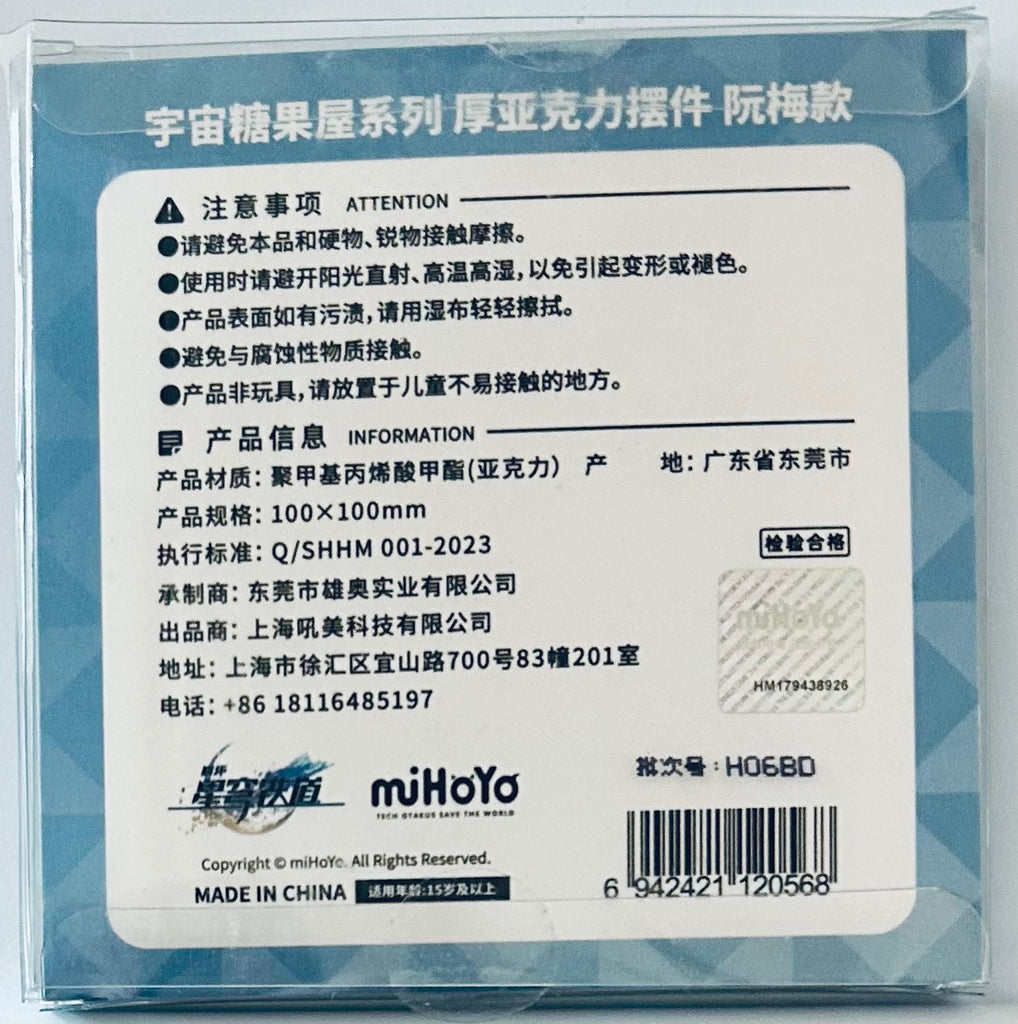 宇宙糖果屋系列 厚亚克力摆件 阮梅款
注意事项 ATTENTION
●请避免本品和硬物、锐物接触摩擦。
●使用时请避开阳光直射、高温高湿,以免引起变形或褪色。
●产品表面如有污渍,请用湿布轻轻擦拭。
●避免与腐蚀性物质接触。
●产品非玩具,请放置于儿童不易接触的地方。
产品信息 INFORMATION
产品材质: 聚甲基丙烯酸甲酯(亚克力) 产 地: 广东省东莞市
产品规格: 100×100mm
执行标准: Q/SHHM 001-2023
检验合格
承制商: 东莞市雄奥实业有限公司
出品商: 上海吼美科技有限公司
地址: 上海市徐汇区宜山路700号83幢201室
电话: +86 18116485197
miHoYo
HM179438926
崩坏
星穹铁道
miHoYo
TECH OTAKUS SAVE THE WORLD
批次号:H06BD
Copyright © miHoYo. All Rights Reserved.
MADE IN CHINA 适用年龄:15岁及以上
6 942421 120568